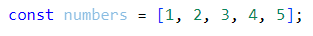 const numbers = [1, 2, 3, 4, 5];